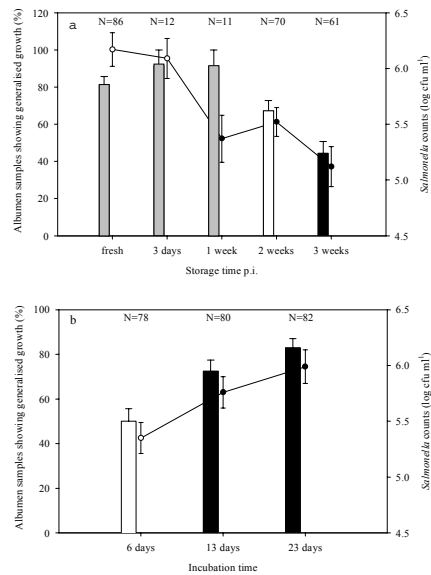 a
N=86 N=12 N=11 N=70 N=61
Albumen samples showing generalised growth (%)
120
100
80
60
40
20
0
6.5
6.0
5.5
5.0
4.5
Salmonella counts (log cfu ml¹)
fresh 3 days 1 week 2 weeks 3 weeks
Storage time p.i.
b
N=78 N=80 N=82
Albumen samples showing generalised growth (%)
100
80
60
40
20
0
6.5
6.0
5.5
5.0
4.5
Salmonella counts (log cfu ml¹)
6 days 13 days 23 days
Incubation time